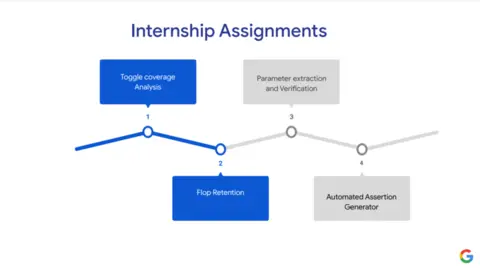 Internship Assignments
Toggle coverage
Analysis
1
2
Flop Retention
Parameter extraction
and Verification
3
4
Automated Assertion
Generator